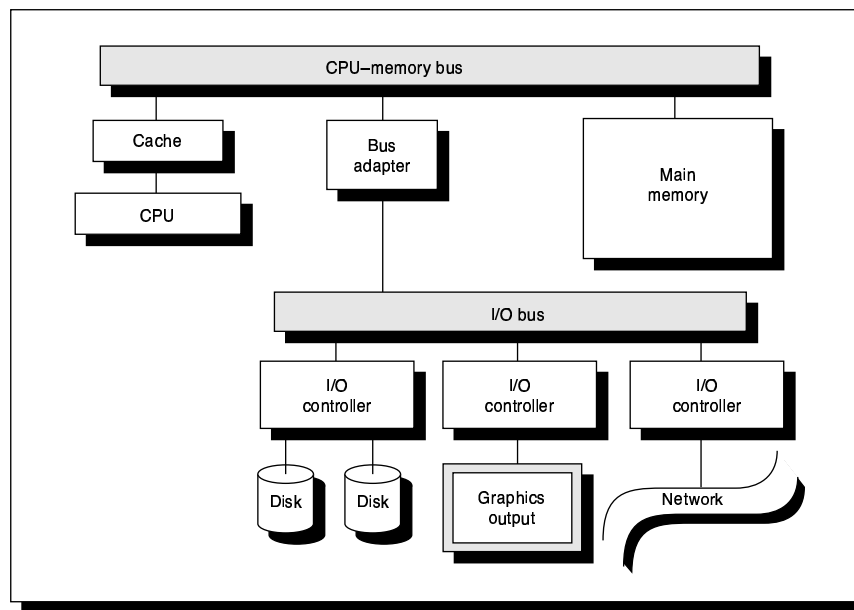 CPU–memory bus
Cache
Bus
adapter
Main
memory
CPU
I/O bus
I/O
controller
I/O
controller
I/O
controller
Disk
Disk
Graphics
output
Network